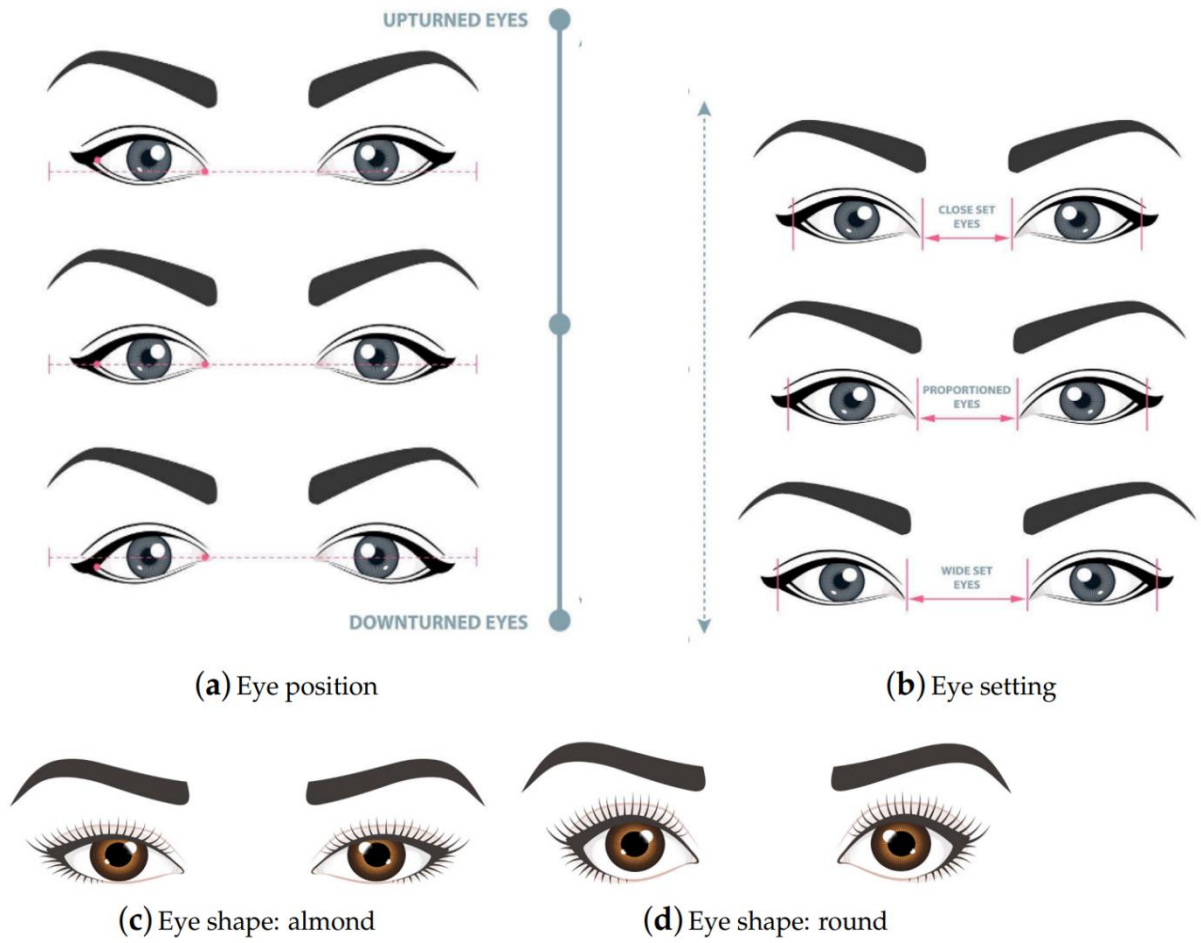 UPTURNED EYES
DOWNTURNED EYES
(a) Eye position
CLOSE SET
EYES
PROPORTIONED
EYES
WIDE SET
EYES
(b) Eye setting
(c) Eye shape: almond
(d) Eye shape: round